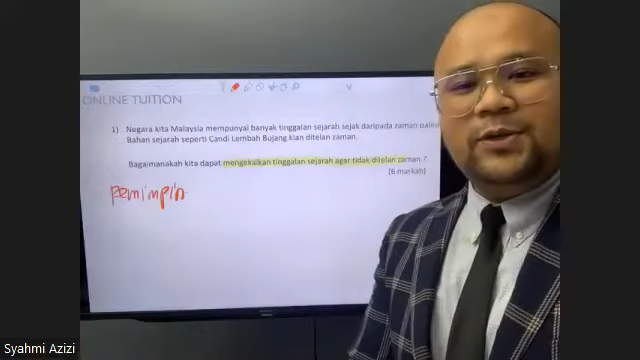 ONLINE TUITION
1) Negara kita Malaysia mempunyai banyak tinggalan sejarah sejak daripada zaman
Bahan sejarah seperti Candi Lembah Bujang kian ditelan zaman.
Bagaimanakah kita dapat mengekalkan tinggalan sejarah agar tidak ditelan zaman ?
(6 markah)
pemimpin
Syahmi Azizi